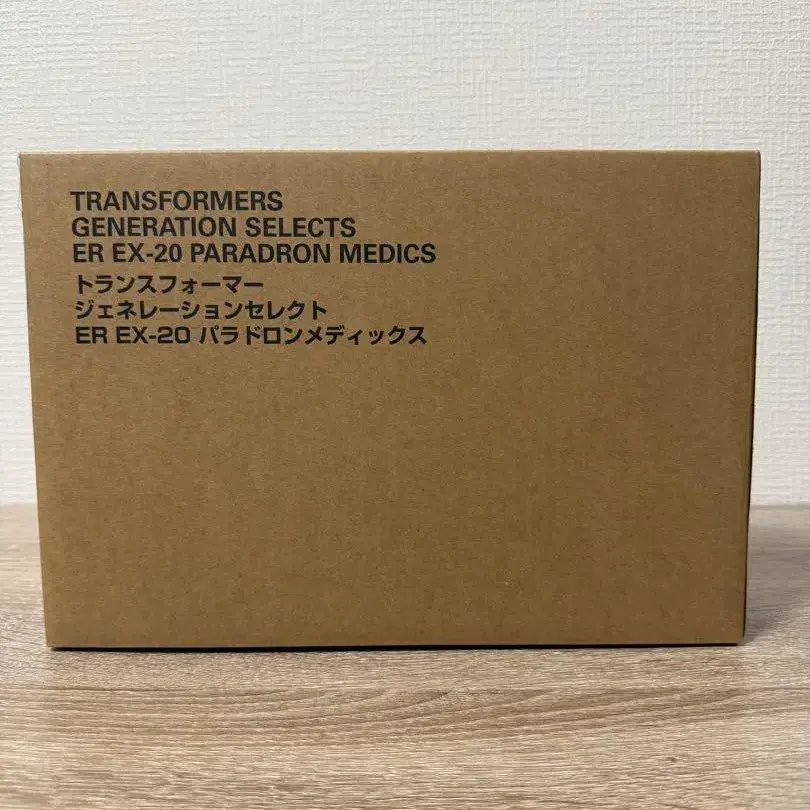 TRANSFORMERS
GENERATION SELECTS
ER EX-20 PARADRON MEDICS
トランスフォーマー
ジェネレーションセレクト
ER EX-20 パラドロンメディックス